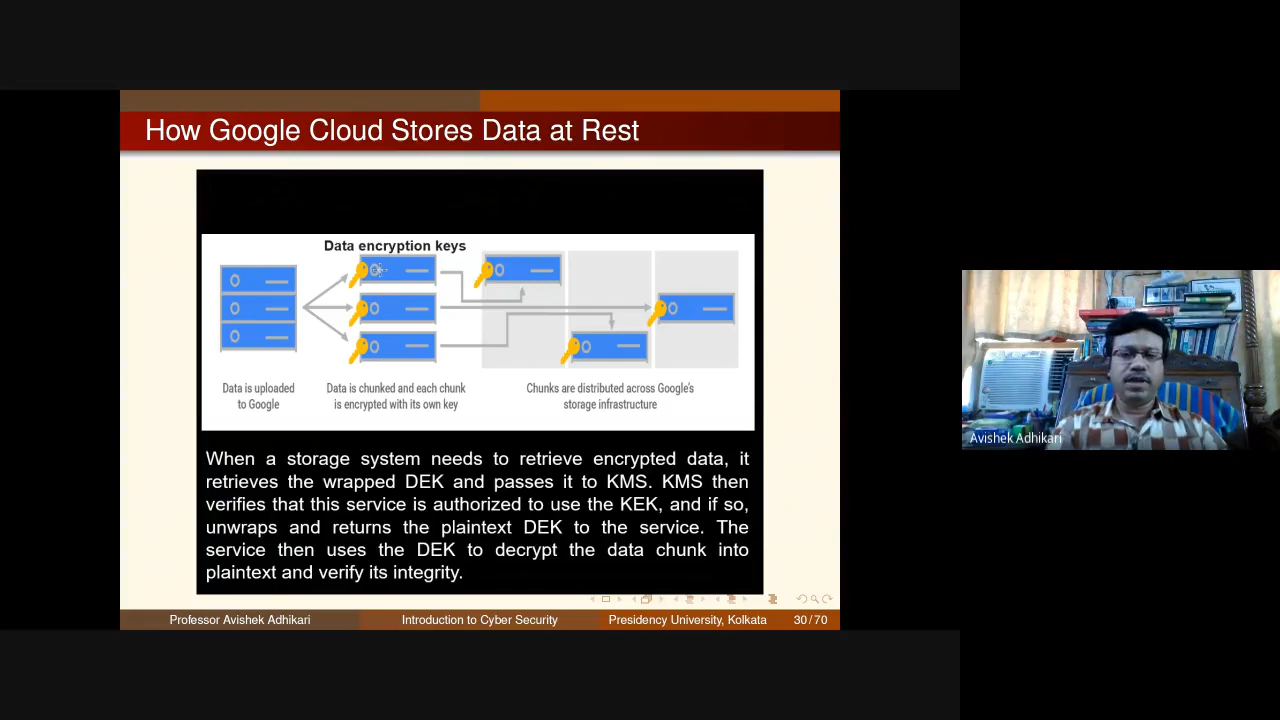 How Google Cloud Stores Data at Rest
Data encryption keys
Data is uploaded
to Google
Data is chunked and each chunk
is encrypted with its own key
Chunks are distributed across Google's
storage infrastructure
When a storage system needs to retrieve encrypted data, it
retrieves the wrapped DEK and passes it to KMS. KMS then
verifies that this service is authorized to use the KEK, and if so,
unwraps and returns the plaintext DEK to the service. The
service then uses the DEK to decrypt the data chunk into
plaintext and verify its integrity.
Professor Avishek Adhikari
Introduction to Cyber Security
Presidency University, Kolkata
30/70
Avishek Adhikari